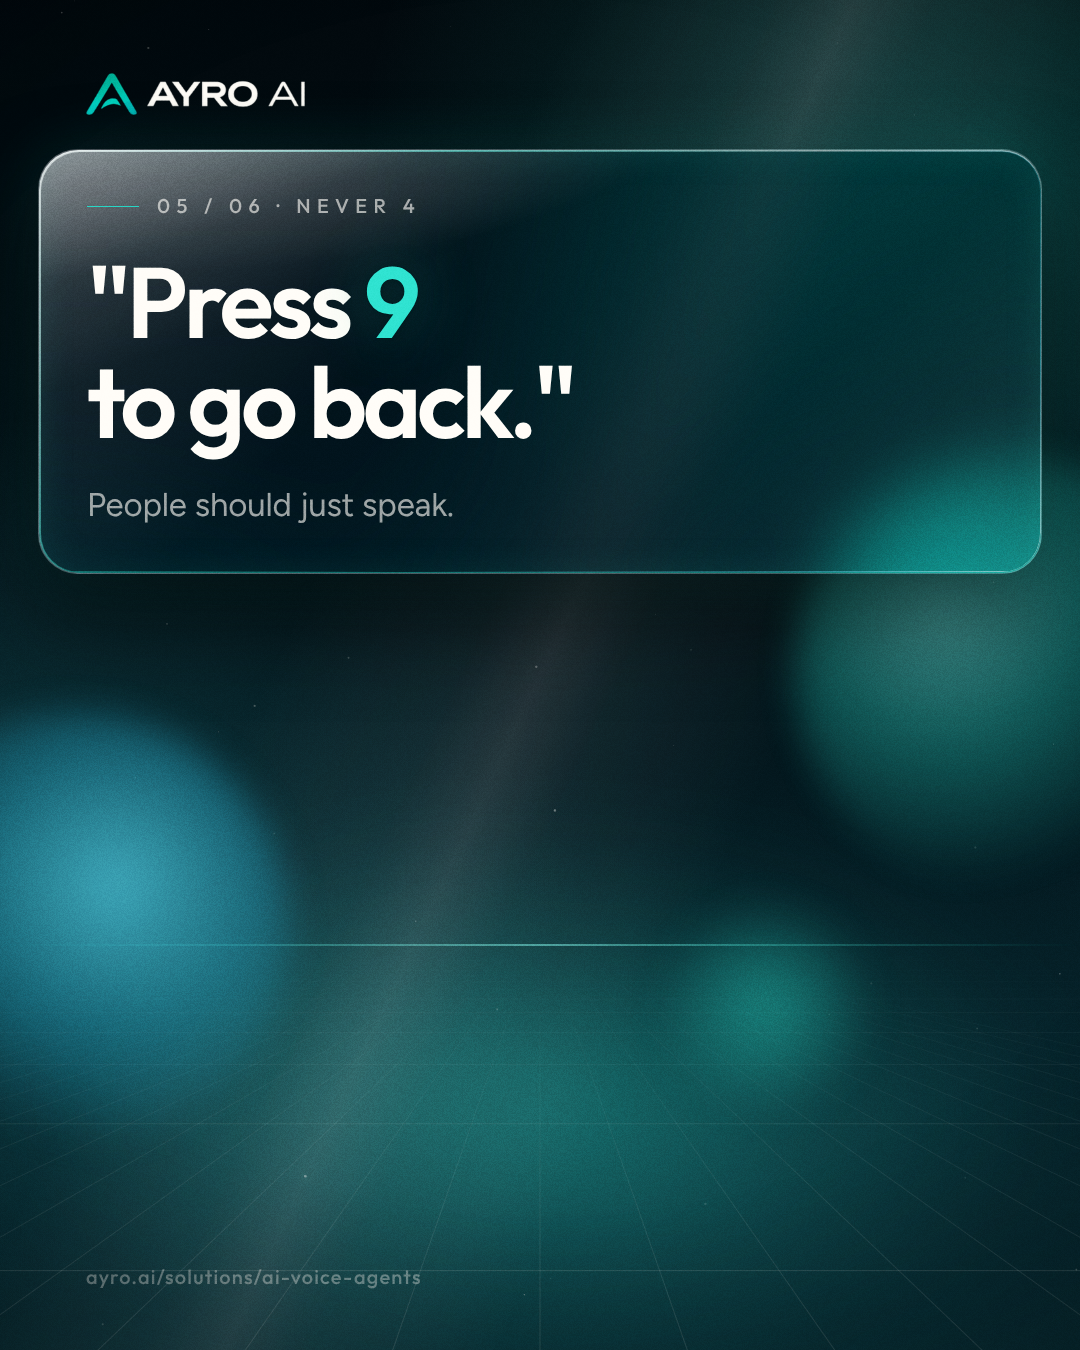 AYRO AI
05 / 06 · NEVER 4
"Press 9
to go back."
People should just speak.
ayro.ai/solutions/ai-voice-agents